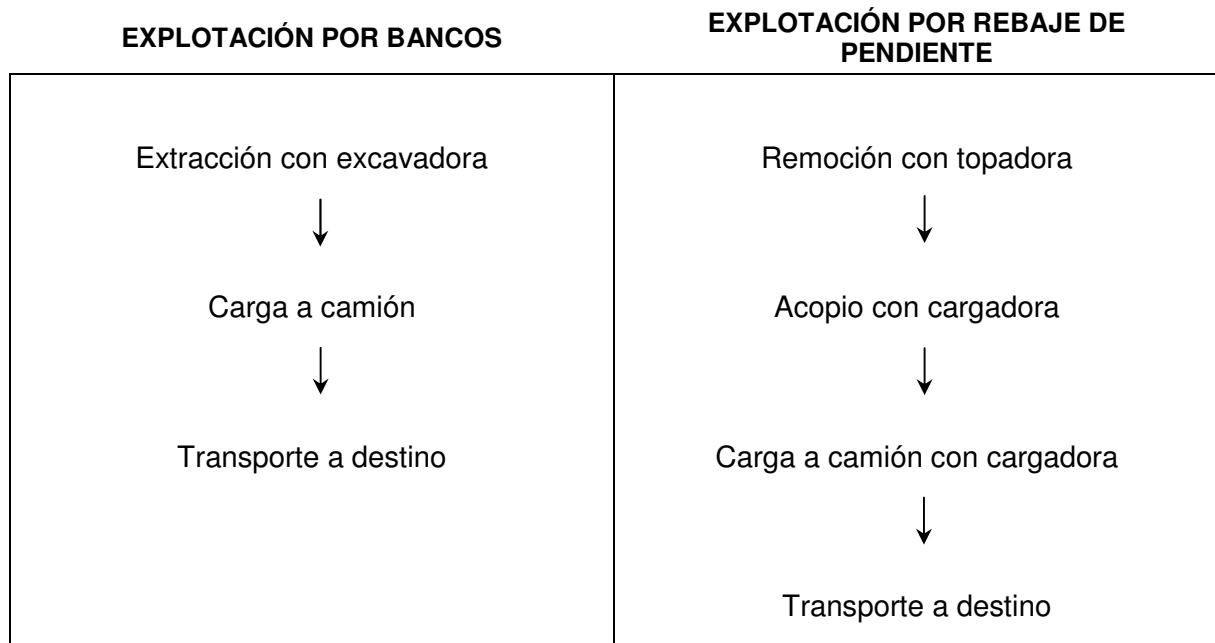 EXPLOTACIÓN POR BANCOS
Extracción con excavadora
Carga a camión
Transporte a destino
EXPLOTACIÓN POR REBAJE DE
PENDIENTE
Remoción con topadora
Acopio con cargadora
Carga a camión con cargadora
Transporte a destino